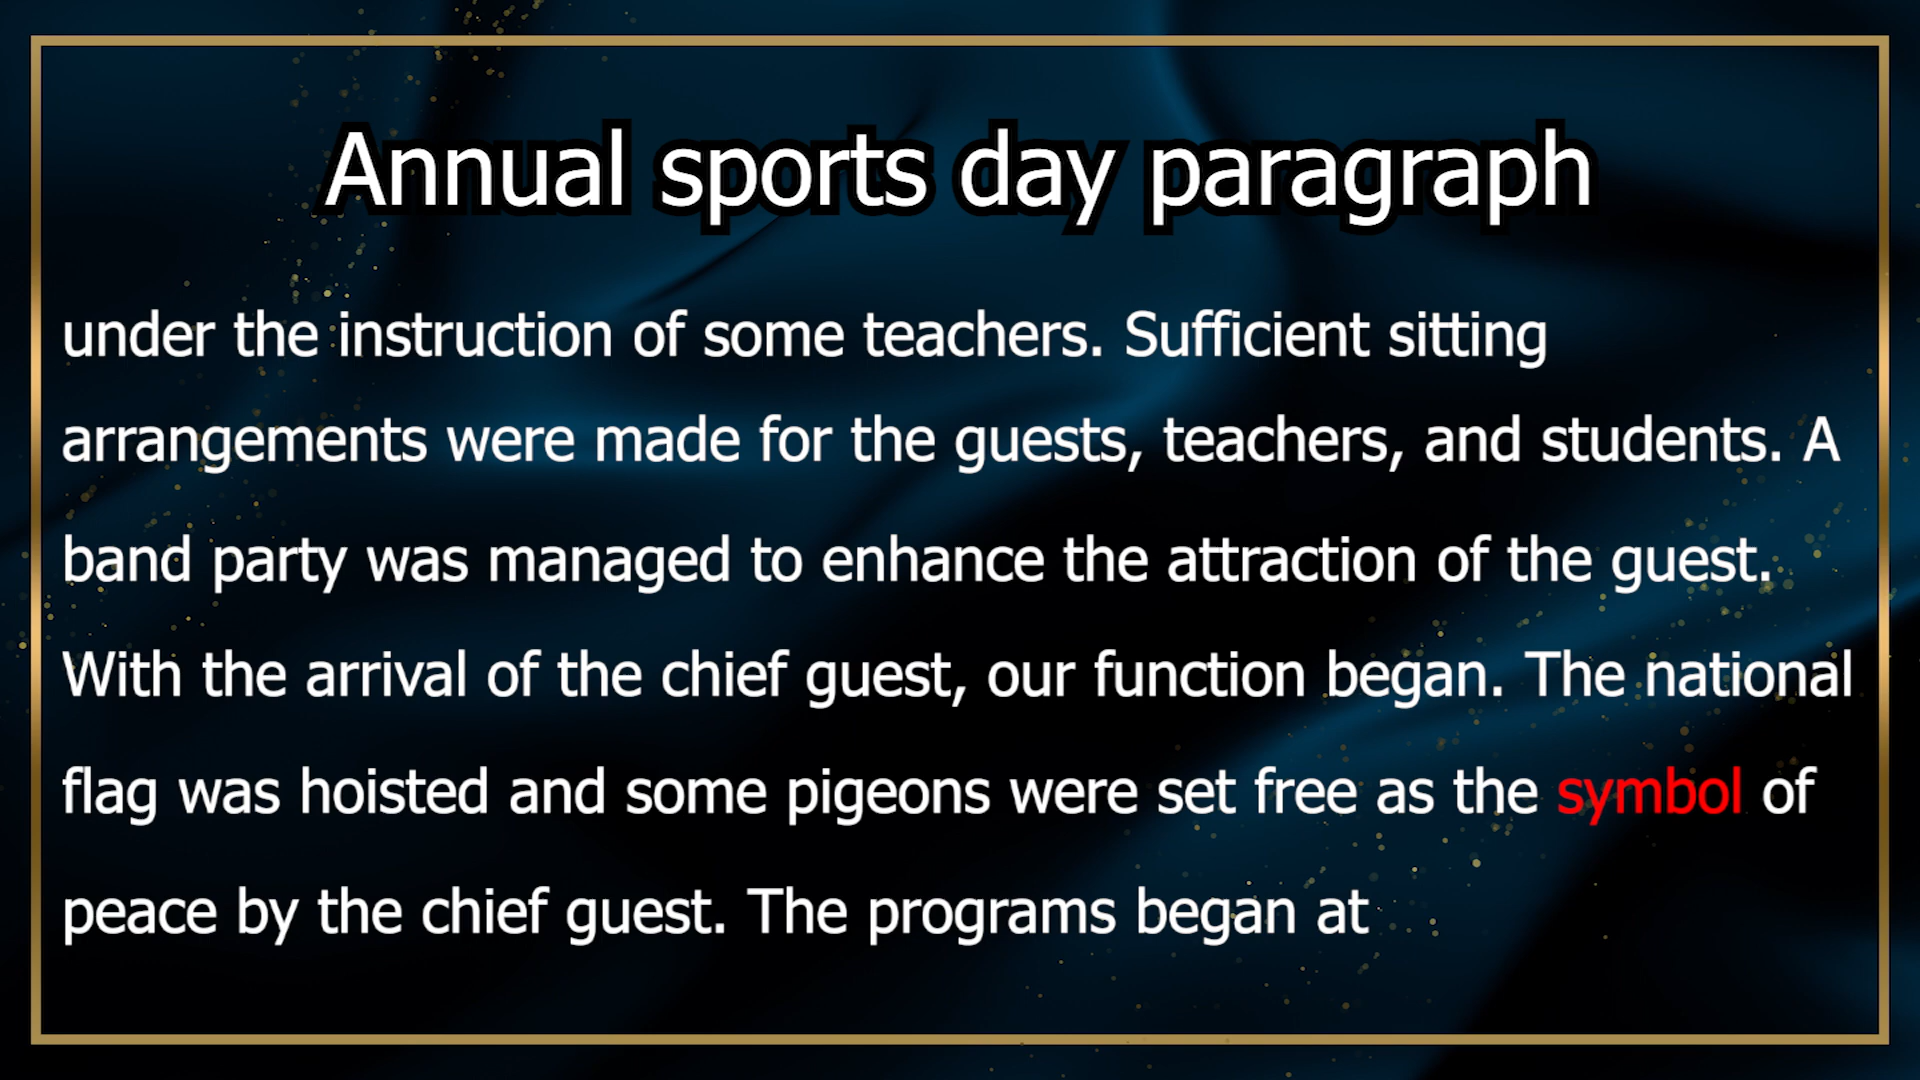 Annual sports day paragraph
under the instruction of some teachers. Sufficient sitting
arrangements were made for the guests, teachers, and students. A
band party was managed to enhance the attraction of the guest.
With the arrival of the chief guest, our function began. The national
flag was hoisted and some pigeons were set free as the symbol of
peace by the chief guest. The programs began at